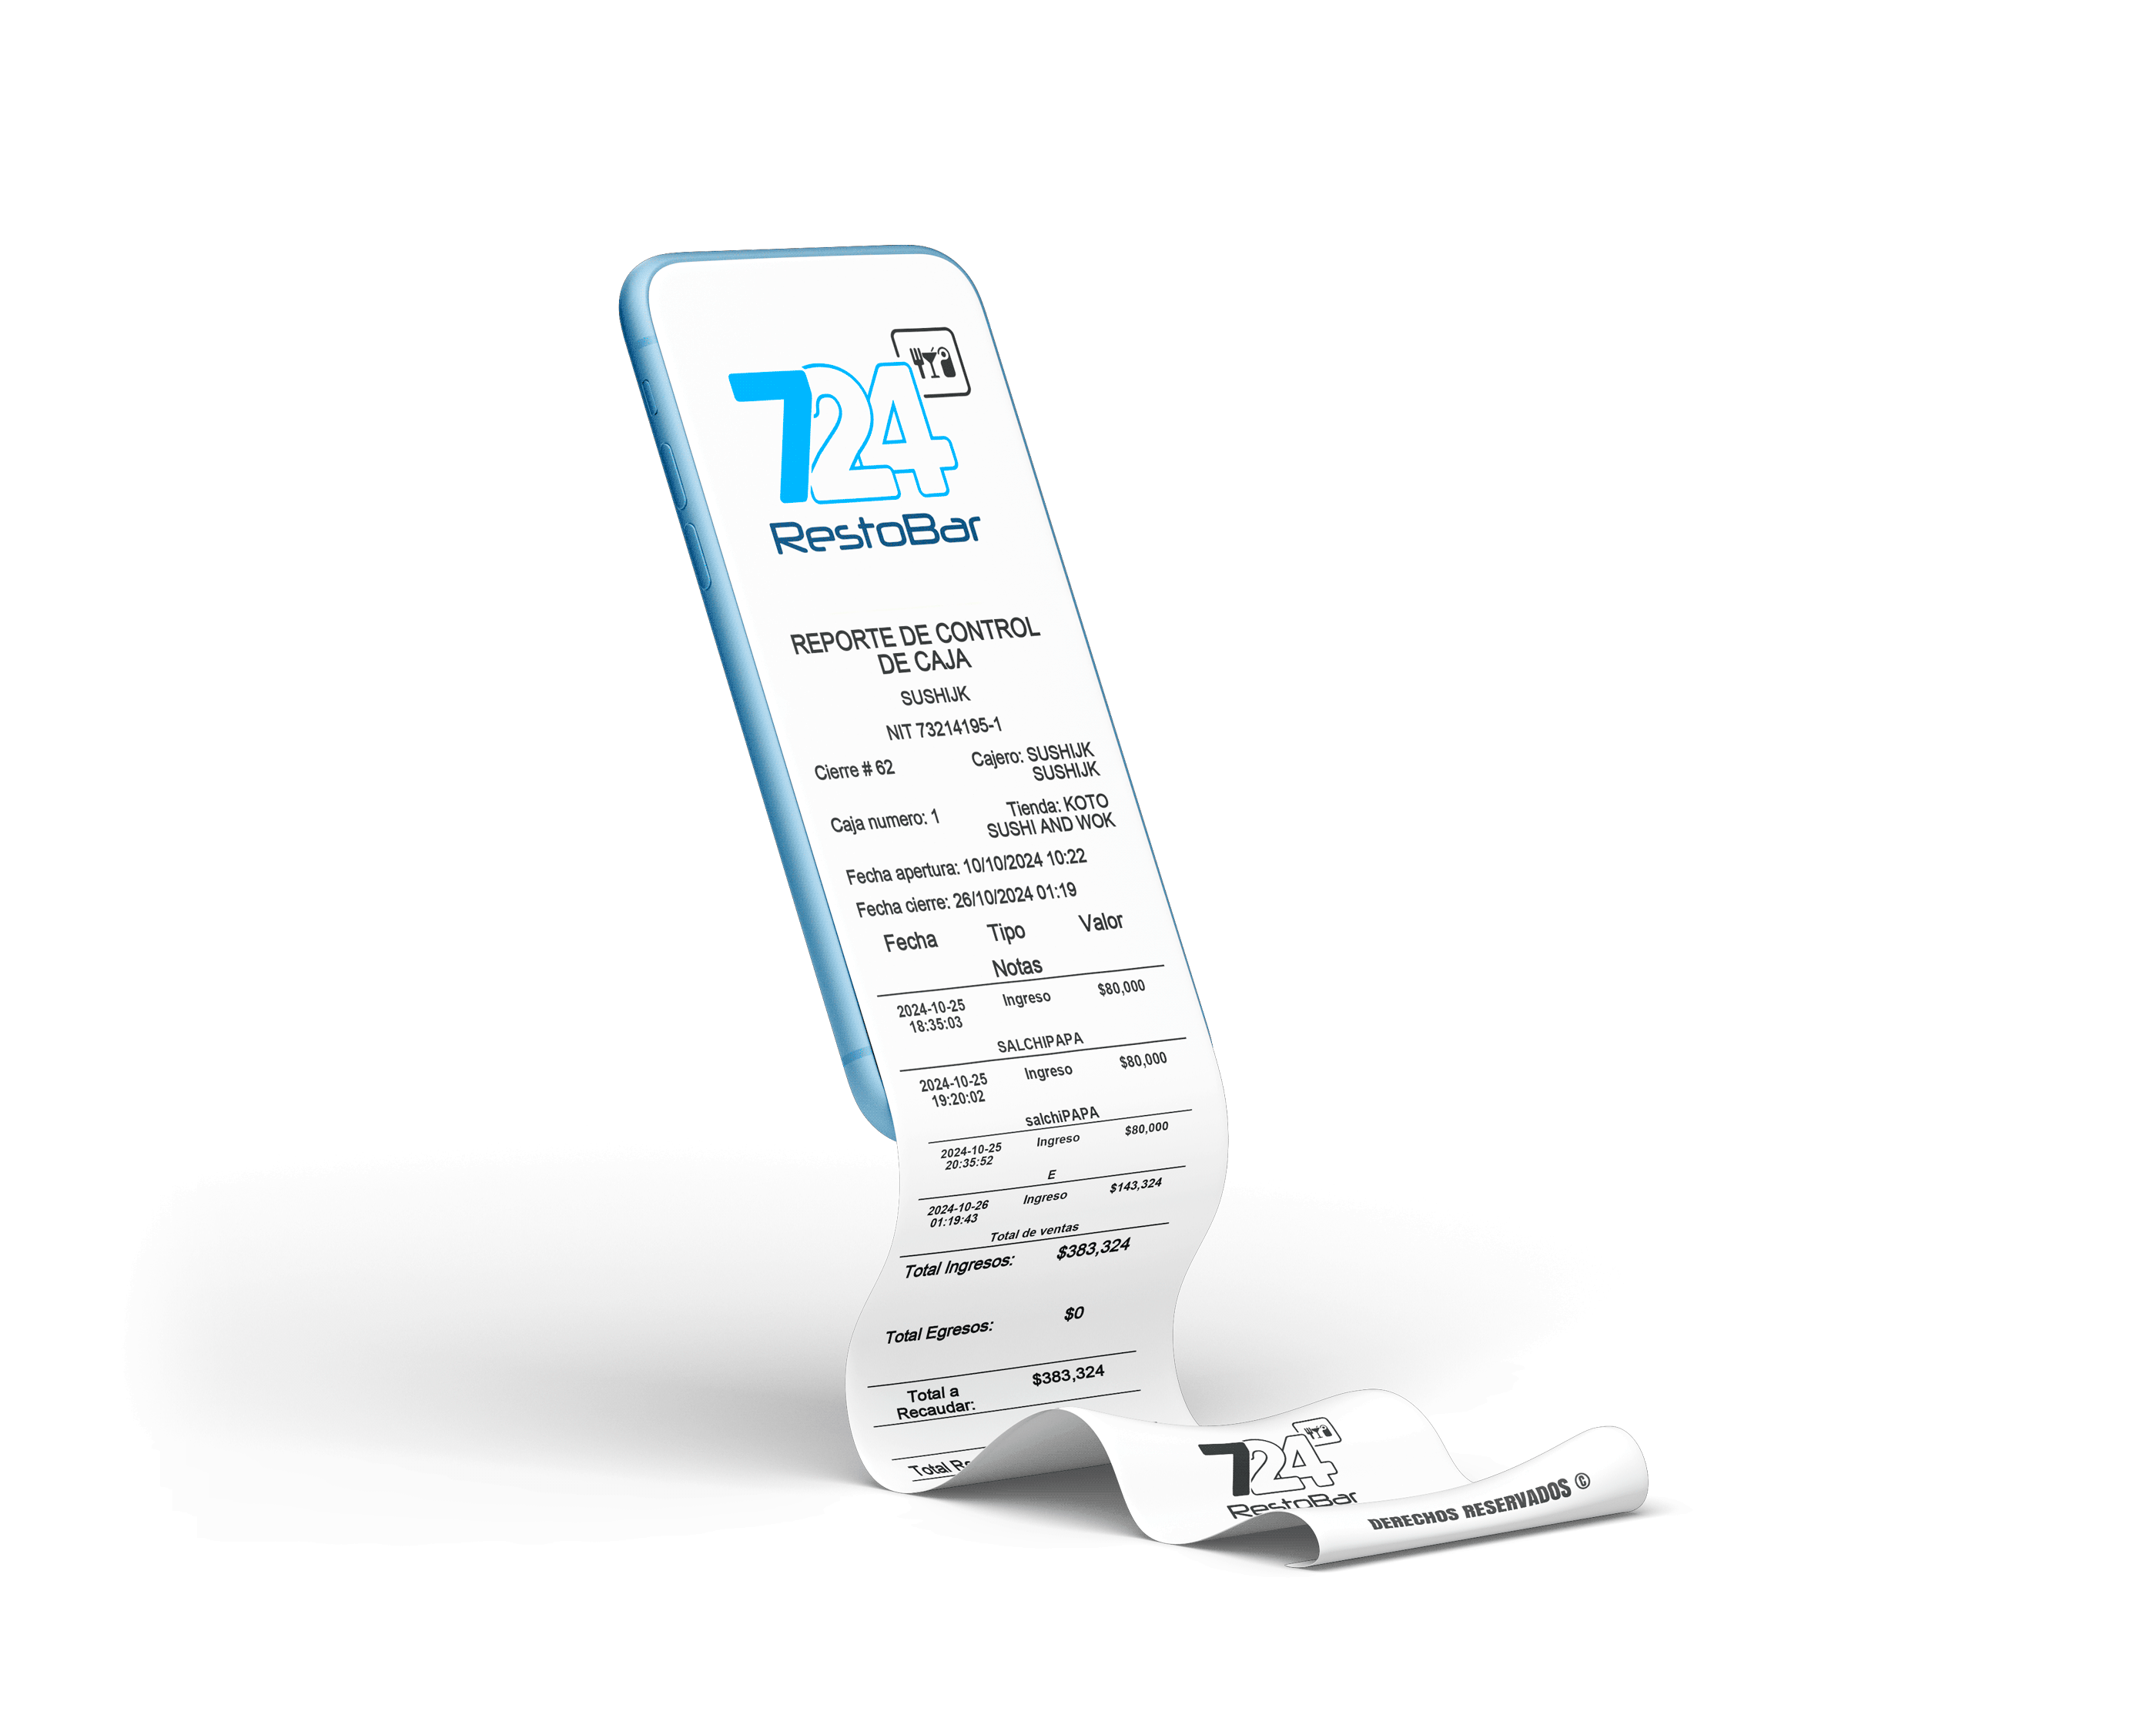 724
RestoBar
REPORTE DE CONTROL
DE CAJA
SUSHIJK
NIT 73214195-1
Cierre # 62 Cajero: SUSHIJK
SUSHIJK
Caja numero: 1 Tienda: KOTO
SUSHI AND WOK
Fecha apertura: 10/10/2024 10:22
Fecha cierre: 26/10/2024 01:19
Fecha Tipo Valor
Notas
2024-10-25 Ingreso $80,000
18:35:03
SALCHIPAPA
2024-10-25 Ingreso $80,000
19:20:02
salchiPAPA
2024-10-25 Ingreso $80,000
20:35:52
E
2024-10-26 Ingreso $143,324
01:19:43
Total de ventas
Total Ingresos: $383,324
Total Egresos: $0
Total a $383,324
Recaudar:
Total
724
RestoBar
DERECHOS RESERVADOS ©